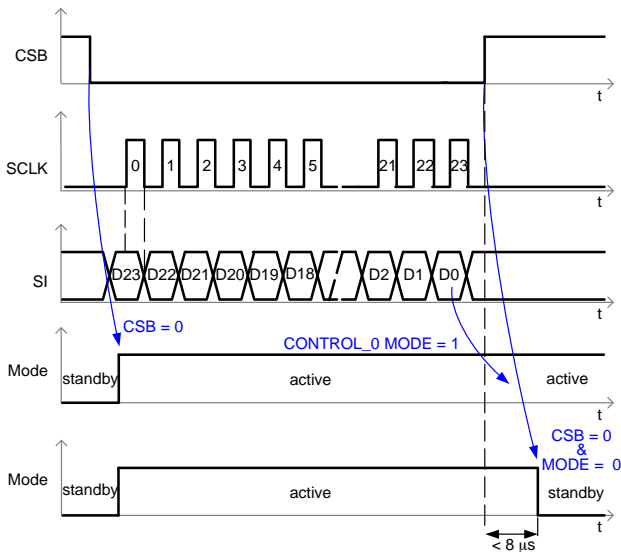 CSB
t
SCLK
0 1 2 3 4 5 21 22 23
t
SI
D23 D22 D21 D20 D19 D18 D2 D1 D0
t
CSB = 0
CONTROL_0 MODE = 1
Mode
standby active active
t
CSB = 0
&
MODE = 0
Mode
standby active standby
t
< 8 µs